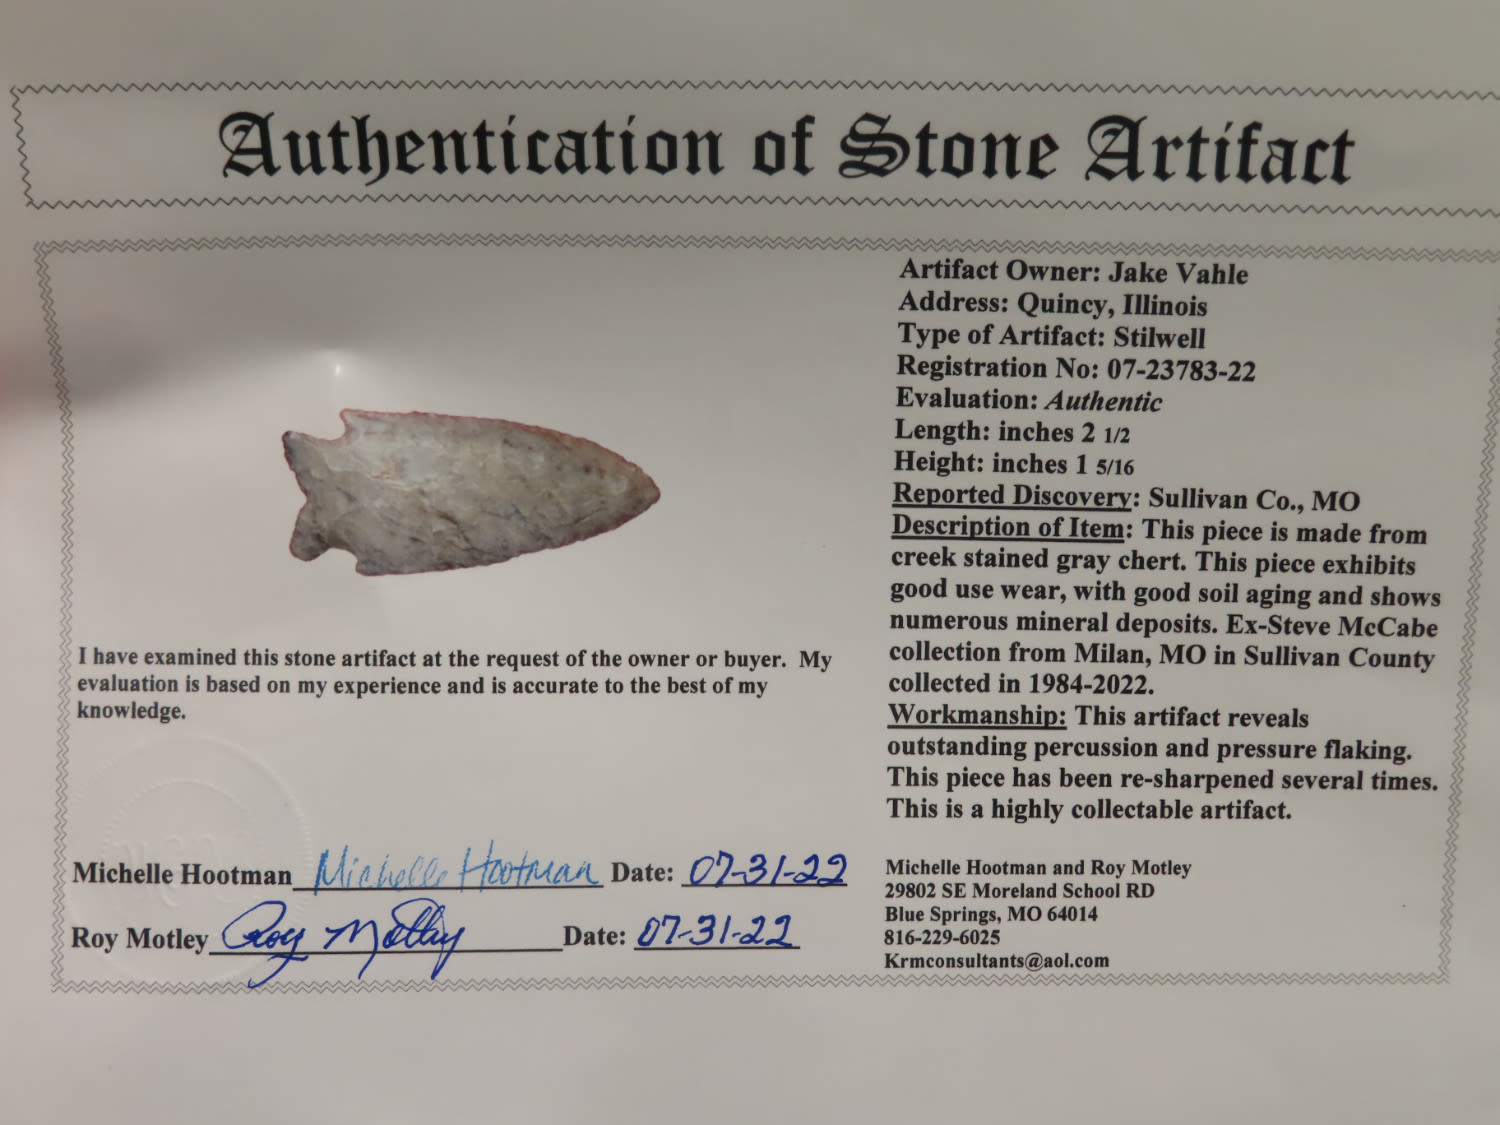 Authentication of Stone Artifact
Artifact Owner: Jake Vahle
Address: Quincy, Illinois
Type of Artifact: Stilwell
Registration No: 07-23783-22
Evaluation: Authentic
Length: inches 2 1/2
Height: inches 1 5/16
Reported Discovery: Sullivan Co., MO
Description of Item: This piece is made from
creek stained gray chert. This piece exhibits
good use wear, with good soil aging and shows
numerous mineral deposits. Ex-Steve McCabe
collection from Milan, MO in Sullivan County
collected in 1984-2022.
Workmanship: This artifact reveals
outstanding percussion and pressure flaking.
This piece has been re-sharpened several times.
This is a highly collectable artifact.
I have examined this stone artifact at the request of the owner or buyer. My
evaluation is based on my experience and is accurate to the best of my
knowledge.
Michelle Hootman Michelle Hootman Date: 07-31-22
Roy Motley Roy Motley Date: 07-31-22
Michelle Hootman and Roy Motley
29802 SE Moreland School RD
Blue Springs, MO 64014
816-229-6025
Krmconsultants@aol.com